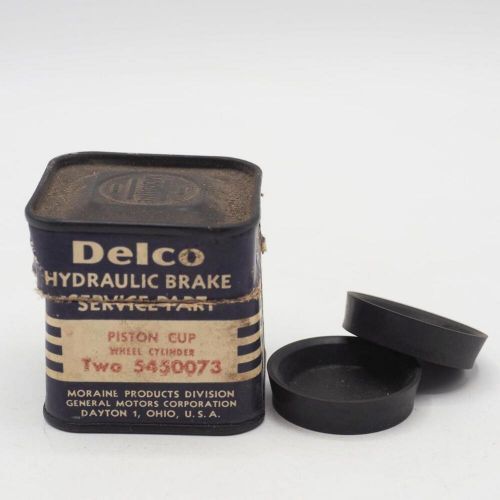 Delco
HYDRAULIC BRAKE
SERVICE PART
PISTON CUP
WHEEL CYLINDER
Two 5450073
MORAINE PRODUCTS DIVISION
GENERAL MOTORS CORPORATION
DAYTON 1, OHIO, U.S.A.